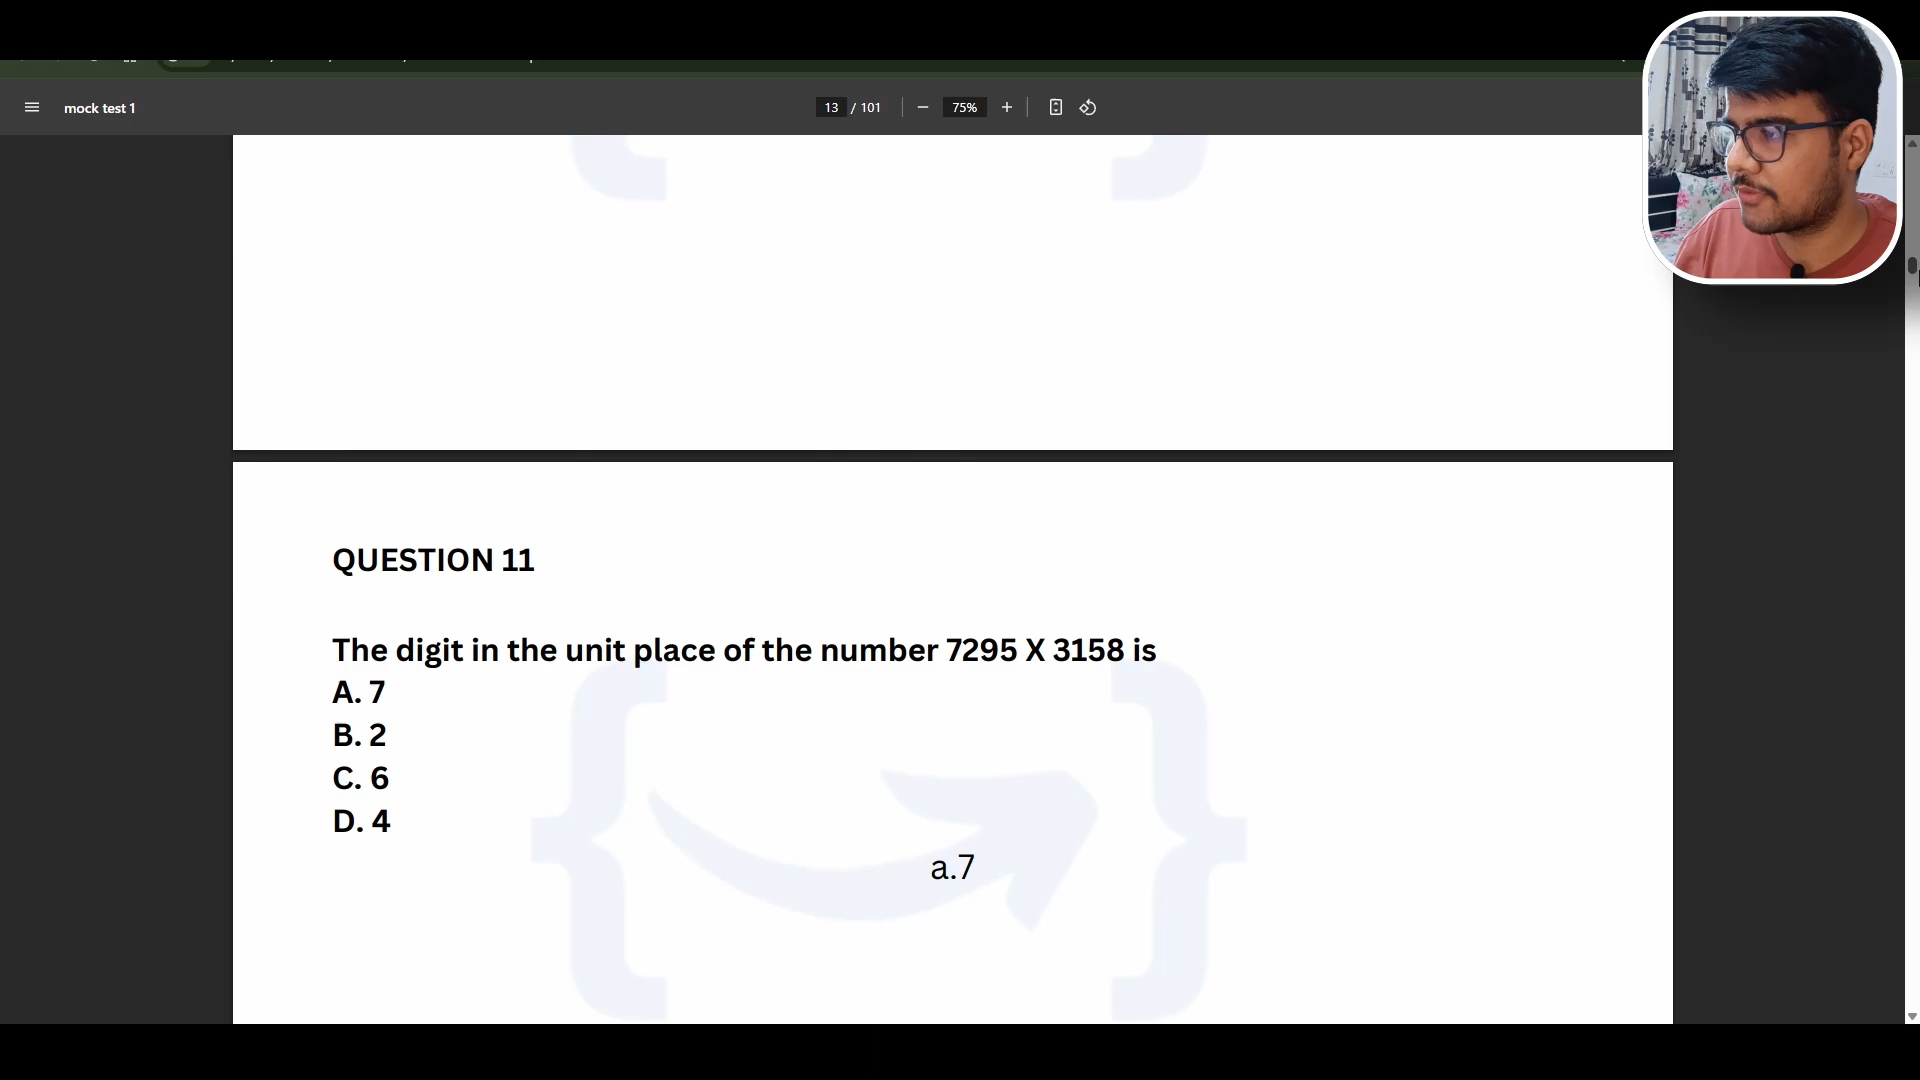 mock test 1
13 / 101
75%
QUESTION 11
The digit in the unit place of the number 7295 X 3158 is
A. 7
B. 2
C. 6
D. 4
a.7